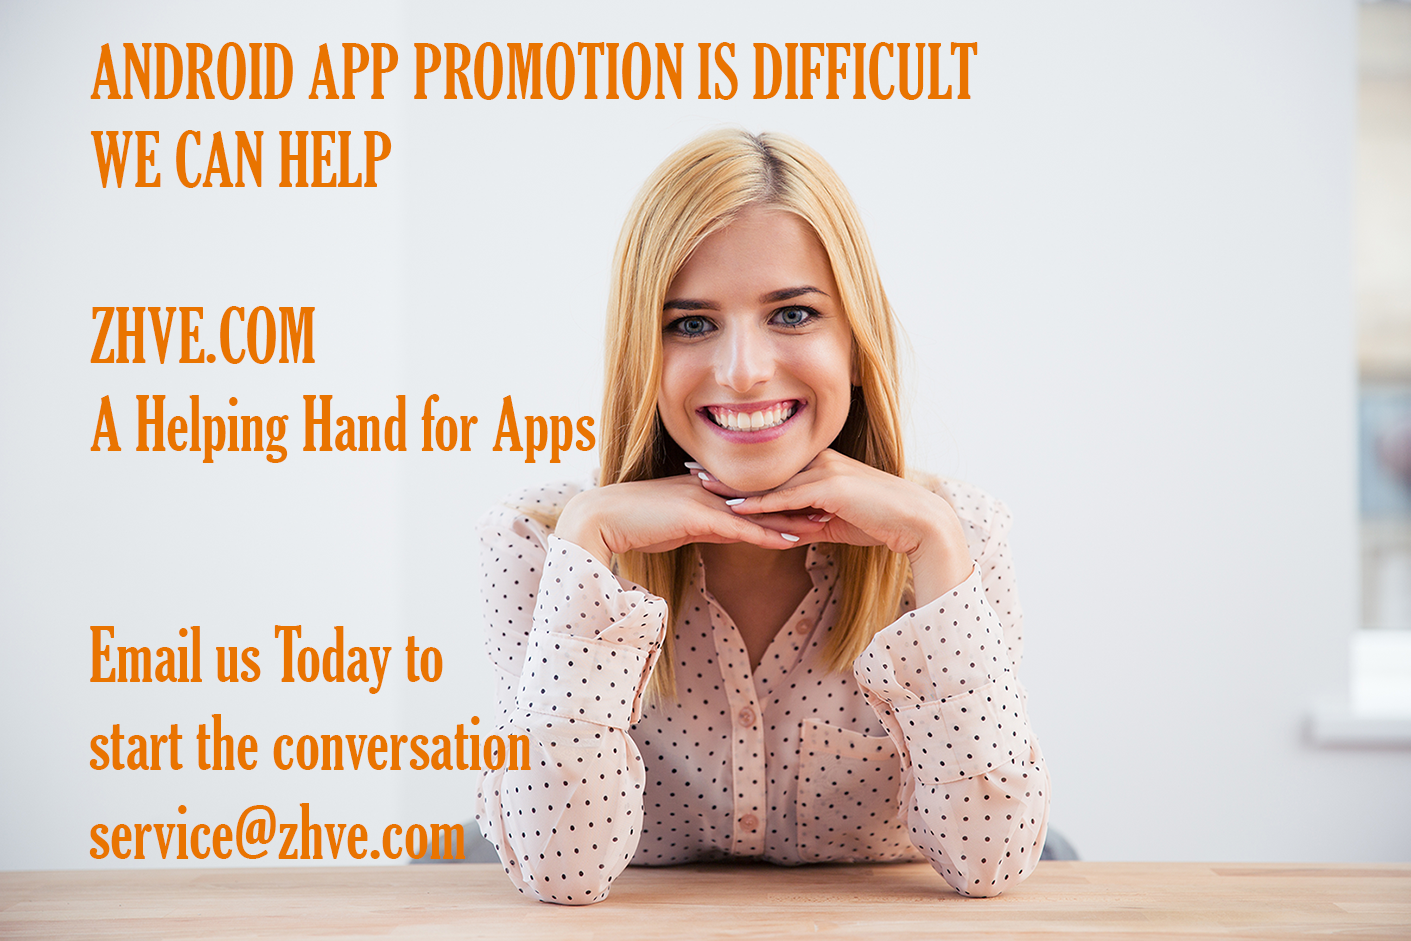 ANDROID APP PROMOTION IS DIFFICULT
WE CAN HELP
ZHVE.COM
A Helping Hand for Apps
Email us Today to
start the conversation
service@zhve.com